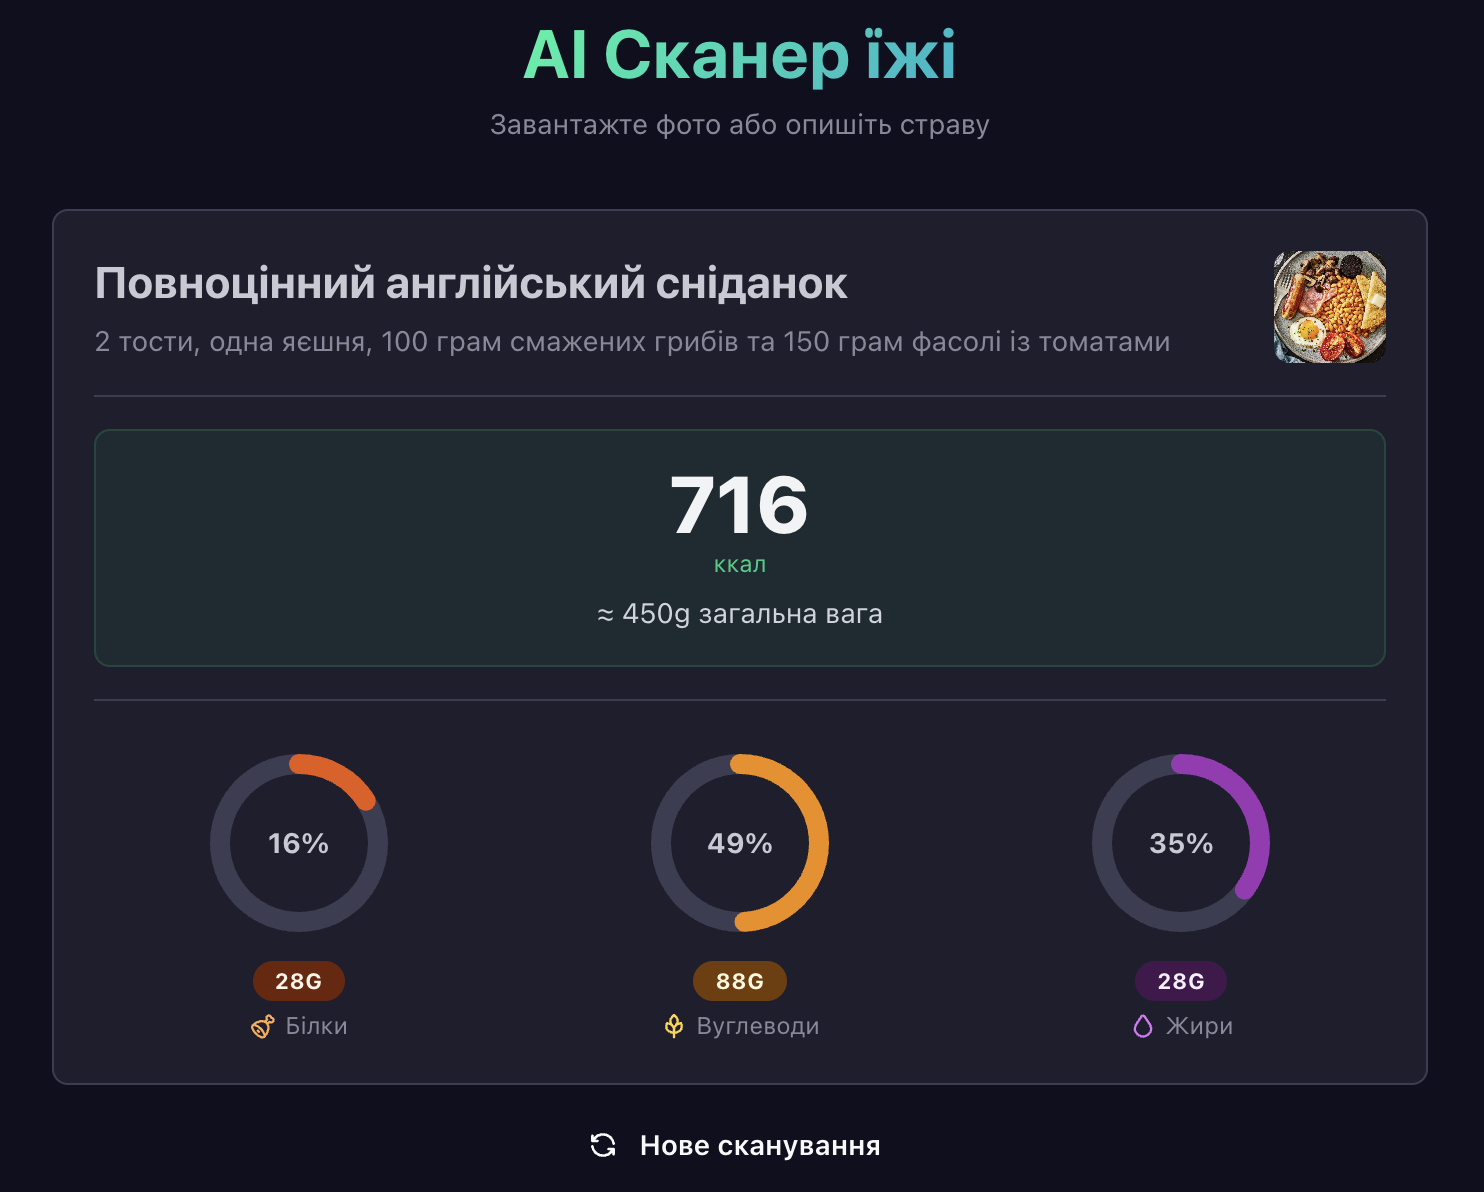 AI Сканер їжі
Завантажте фото або опишіть страву
Повноцінний англійський сніданок
2 тости, одна яєшня, 100 грам смажених грибів та 150 грам фасолі із томатами
716
ккал
≈ 450g загальна вага
16%
49%
35%
28G
88G
28G
Білки
Вуглеводи
Жири
Нове сканування